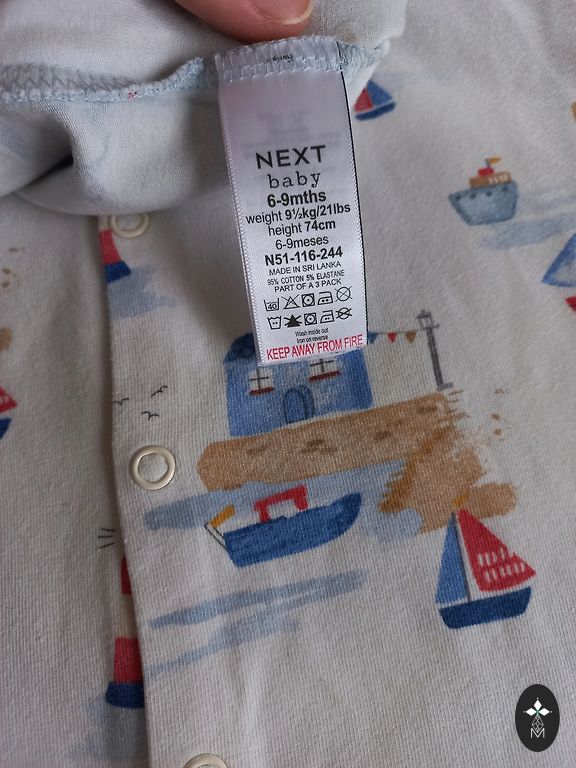 NEXT
baby
6-9mths
weight 9½kg/21lbs
height 74cm
6-9meses
N51-116-244
MADE IN SRI LANKA
95% COTTON 5% ELASTANE
PART OF A 3 PACK
40
Wash inside out
Iron on reverse
KEEP AWAY FROM FIRE
M